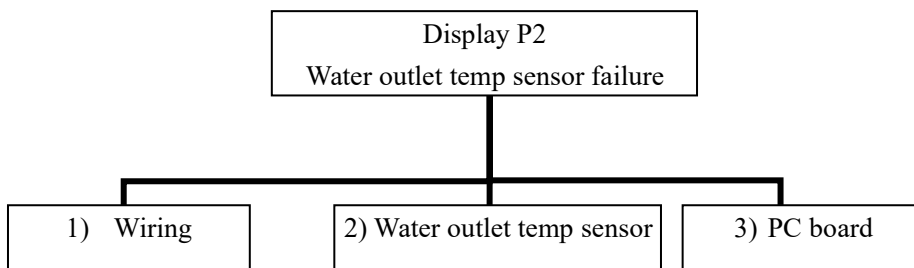 Display P2
Water outlet temp sensor failure
1) Wiring
2) Water outlet temp sensor
3) PC board